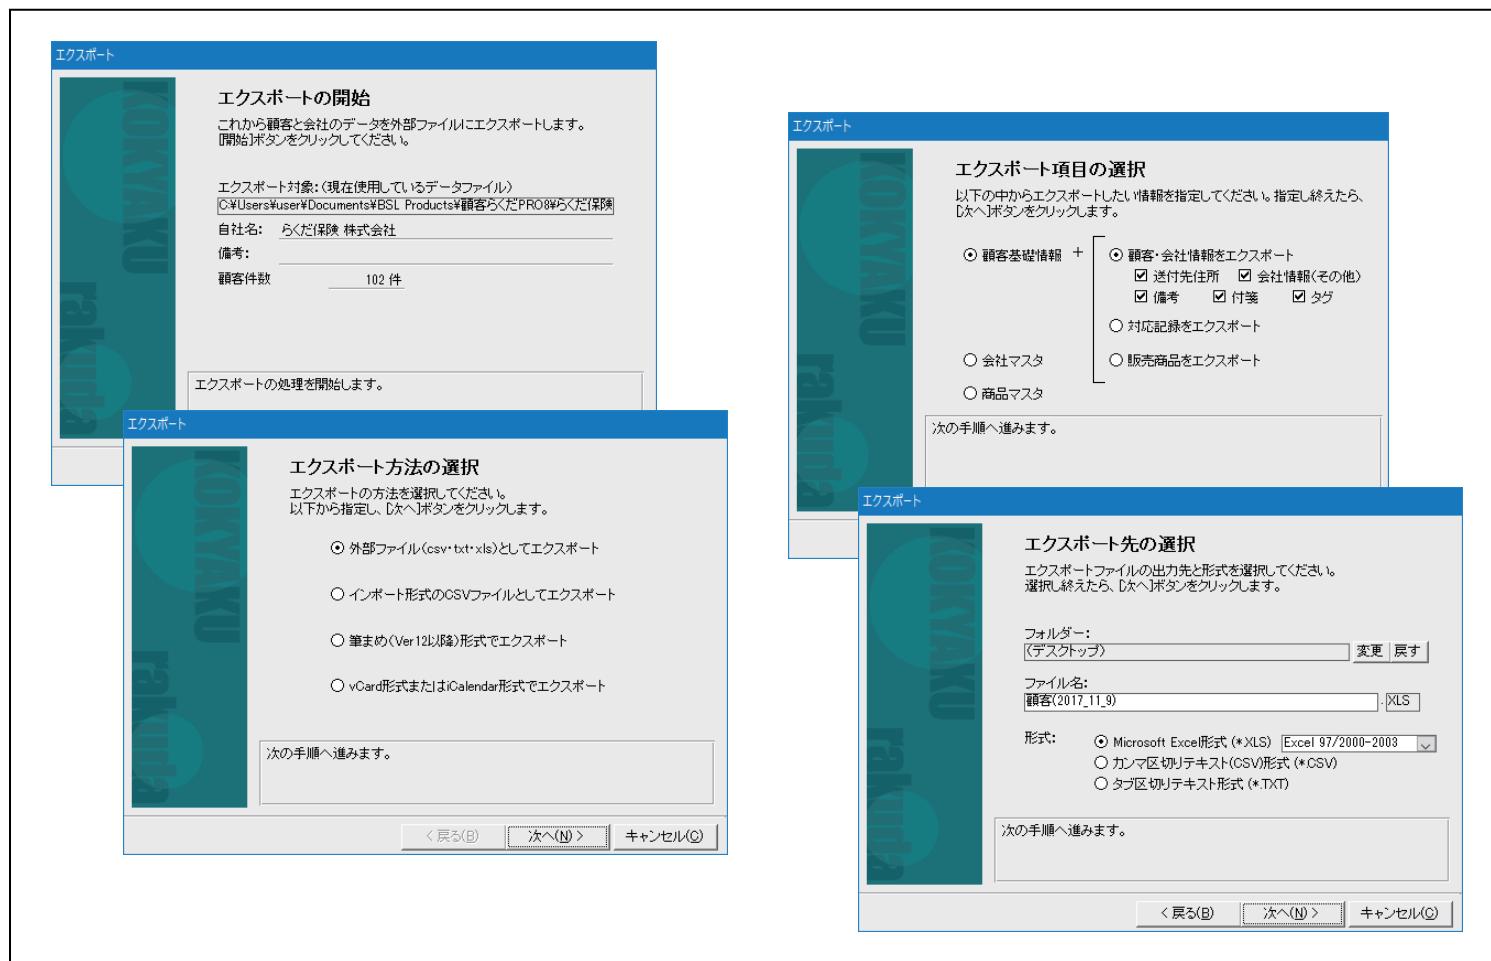 エクスポート
KOKYAKU
rakuda
エクスポートの開始
これから顧客と会社のデータを外部ファイルにエクスポートします。
[開始]ボタンをクリックしてください。
エクスポート対象:(現在使用しているデータファイル)
C:¥Users¥user¥Documents¥BSL Products¥顧客らくだPRO8¥らくだ保険
自社名: らくだ保険 株式会社
備考:
顧客件数 102 件
エクスポートの処理を開始します。
エクスポート
KOKYAKU
rakuda
エクスポート方法の選択
エクスポートの方法を選択してください。
以下から指定し、[次へ]ボタンをクリックします。
外部ファイル(csv・txt・xls)としてエクスポート
インポート形式のCSVファイルとしてエクスポート
筆まめ(Ver12以降)形式でエクスポート
vCard形式またはiCalendar形式でエクスポート
次の手順へ進みます。
< 戻る(B) 次へ(N) > キャンセル(C)
エクスポート
KOKYAKU
rakuda
エクスポート項目の選択
以下の中からエクスポートしたい情報を指定してください。指定し終えたら、
[次へ]ボタンをクリックします。
顧客基礎情報 + 顧客・会社情報をエクスポート
送付先住所 会社情報(その他)
備考 付箋 タグ
対応記録をエクスポート
会社マスタ 販売商品をエクスポート
商品マスタ
次の手順へ進みます。
エクスポート
KOKYAKU
rakuda
エクスポート先の選択
エクスポートファイルの出力先と形式を選択してください。
選択し終えたら、[次へ]ボタンをクリックします。
フォルダー:
(デスクトップ) 変更 戻す
ファイル名:
顧客(2017_11_9) . XLS
形式: Microsoft Excel形式 (*.XLS) Excel 97/2000-2003
カンマ区切りテキスト(CSV)形式 (*.CSV)
タブ区切りテキスト形式 (*.TXT)
次の手順へ進みます。
< 戻る(B) 次へ(N) > キャンセル(C)